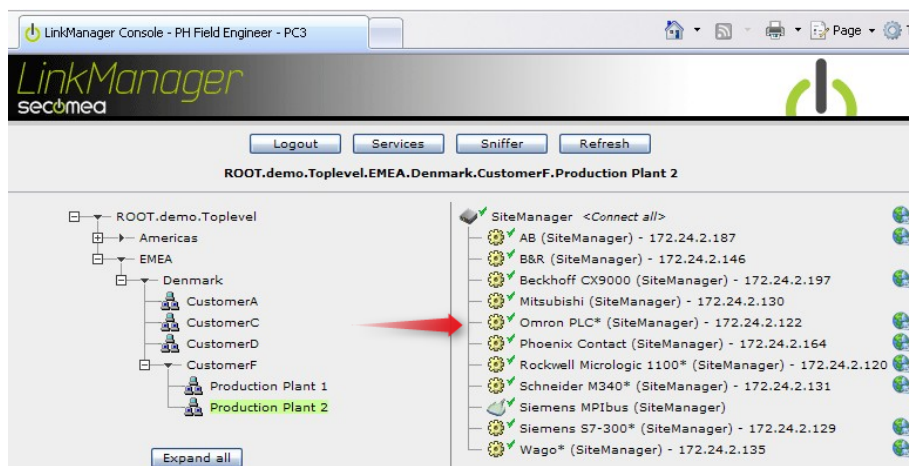 LinkManager Console - PH Field Engineer - PC3
Page
LinkManager
secomea
Logout Services Sniffer Refresh
ROOT.demo.Toplevel.EMEA.Denmark.CustomerF.Production Plant 2
ROOT.demo.Toplevel
Americas
EMEA
Denmark
CustomerA
CustomerC
CustomerD
CustomerF
Production Plant 1
Production Plant 2
Expand all
SiteManager <Connect all>
AB (SiteManager) - 172.24.2.187
B&R (SiteManager) - 172.24.2.146
Beckhoff CX9000 (SiteManager) - 172.24.2.197
Mitsubishi (SiteManager) - 172.24.2.130
Omron PLC* (SiteManager) - 172.24.2.122
Phoenix Contact (SiteManager) - 172.24.2.164
Rockwell Micrologic 1100* (SiteManager) - 172.24.2.120
Schneider M340* (SiteManager) - 172.24.2.131
Siemens MPIbus (SiteManager)
Siemens S7-300* (SiteManager) - 172.24.2.129
Wago* (SiteManager) - 172.24.2.135